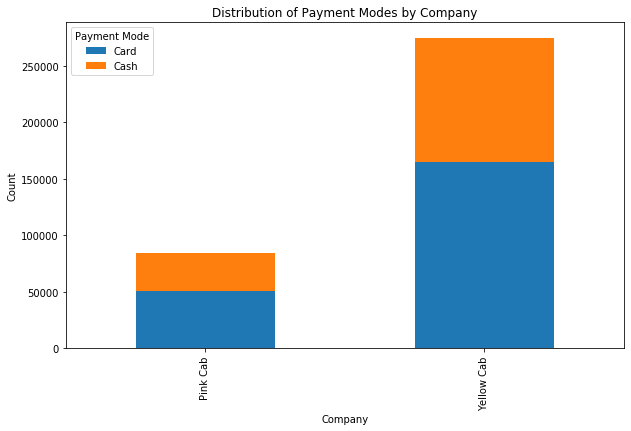 Distribution of Payment Modes by Company
Payment Mode
Card
Cash
Count
250000
200000
150000
100000
50000
0
Pink Cab
Yellow Cab
Company